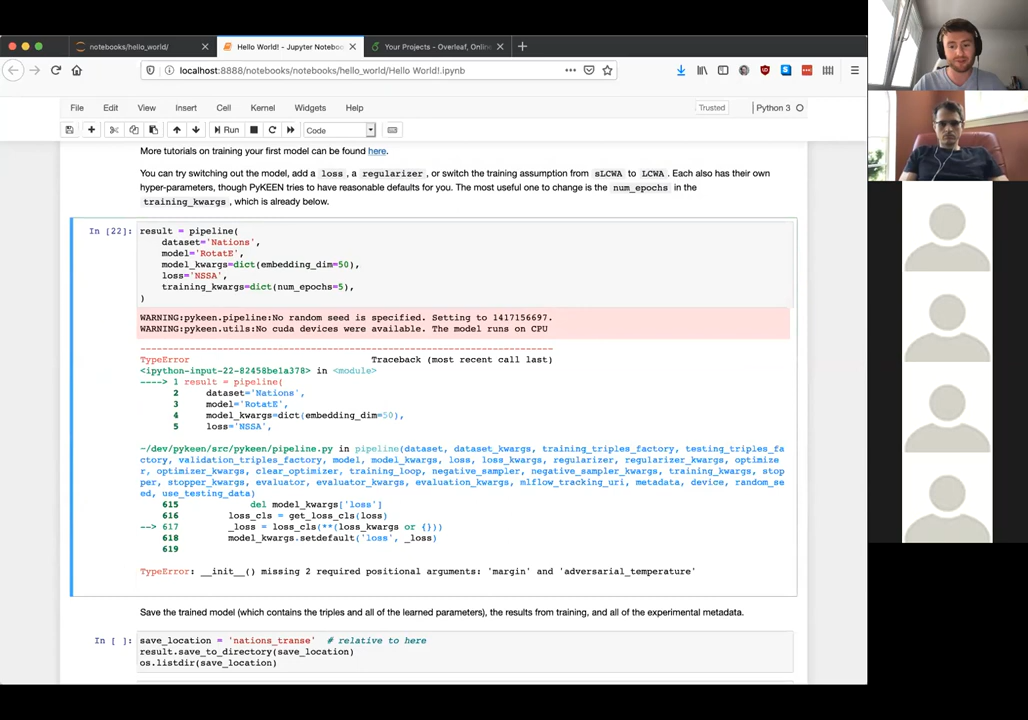 notebooks/hello_world/
Hello World! - Jupyter Noteboo
Your Projects - Overleaf, Onlin
localhost:8888/notebooks/notebooks/hello_world/Hello World!.ipynb
File Edit View Insert Cell Kernel Widgets Help
Trusted Python 3
Run Code
More tutorials on training your first model can be found here.
You can try switching out the model, add a loss, a regularizer, or switch the training assumption from sLCWA to LCWA. Each also has their own
hyper-parameters, though PyKEEN tries to have reasonable defaults for you. The most useful one to change is the num_epochs in the
training_kwargs, which is already below.
In [22]: result = pipeline(
dataset='Nations',
model='RotatE',
model_kwargs=dict(embedding_dim=50),
loss='NSSA',
training_kwargs=dict(num_epochs=5),
)
WARNING:pykeen.pipeline:No random seed is specified. Setting to 1417156697.
WARNING:pykeen.utils:No cuda devices were available. The model runs on CPU
---------------------------------------------------------------------------
TypeError Traceback (most recent call last)
<ipython-input-22-82458be1a378> in <module>
----> 1 result = pipeline(
2 dataset='Nations',
3 model='RotatE',
4 model_kwargs=dict(embedding_dim=50),
5 loss='NSSA',
~/dev/pykeen/src/pykeen/pipeline.py in pipeline(dataset, dataset_kwargs, training_triples_factory, testing_triples_fa
ctory, validation_triples_factory, model, model_kwargs, loss, loss_kwargs, regularizer, regularizer_kwargs, optimize
r, optimizer_kwargs, clear_optimizer, training_loop, negative_sampler, negative_sampler_kwargs, training_kwargs, stop
per, stopper_kwargs, evaluator, evaluator_kwargs, evaluation_kwargs, mlflow_tracking_uri, metadata, device, random_se
ed, use_testing_data)
615 del model_kwargs['loss']
616 loss_cls = get_loss_cls(loss)
--> 617 _loss = loss_cls(**(loss_kwargs or {}))
618 model_kwargs.setdefault('loss', _loss)
619
TypeError: __init__() missing 2 required positional arguments: 'margin' and 'adversarial_temperature'
Save the trained model (which contains the triples and all of the learned parameters), the results from training, and all of the experimental metadata.
In [ ]: save_location = 'nations_transe' # relative to here
result.save_to_directory(save_location)
os.listdir(save_location)